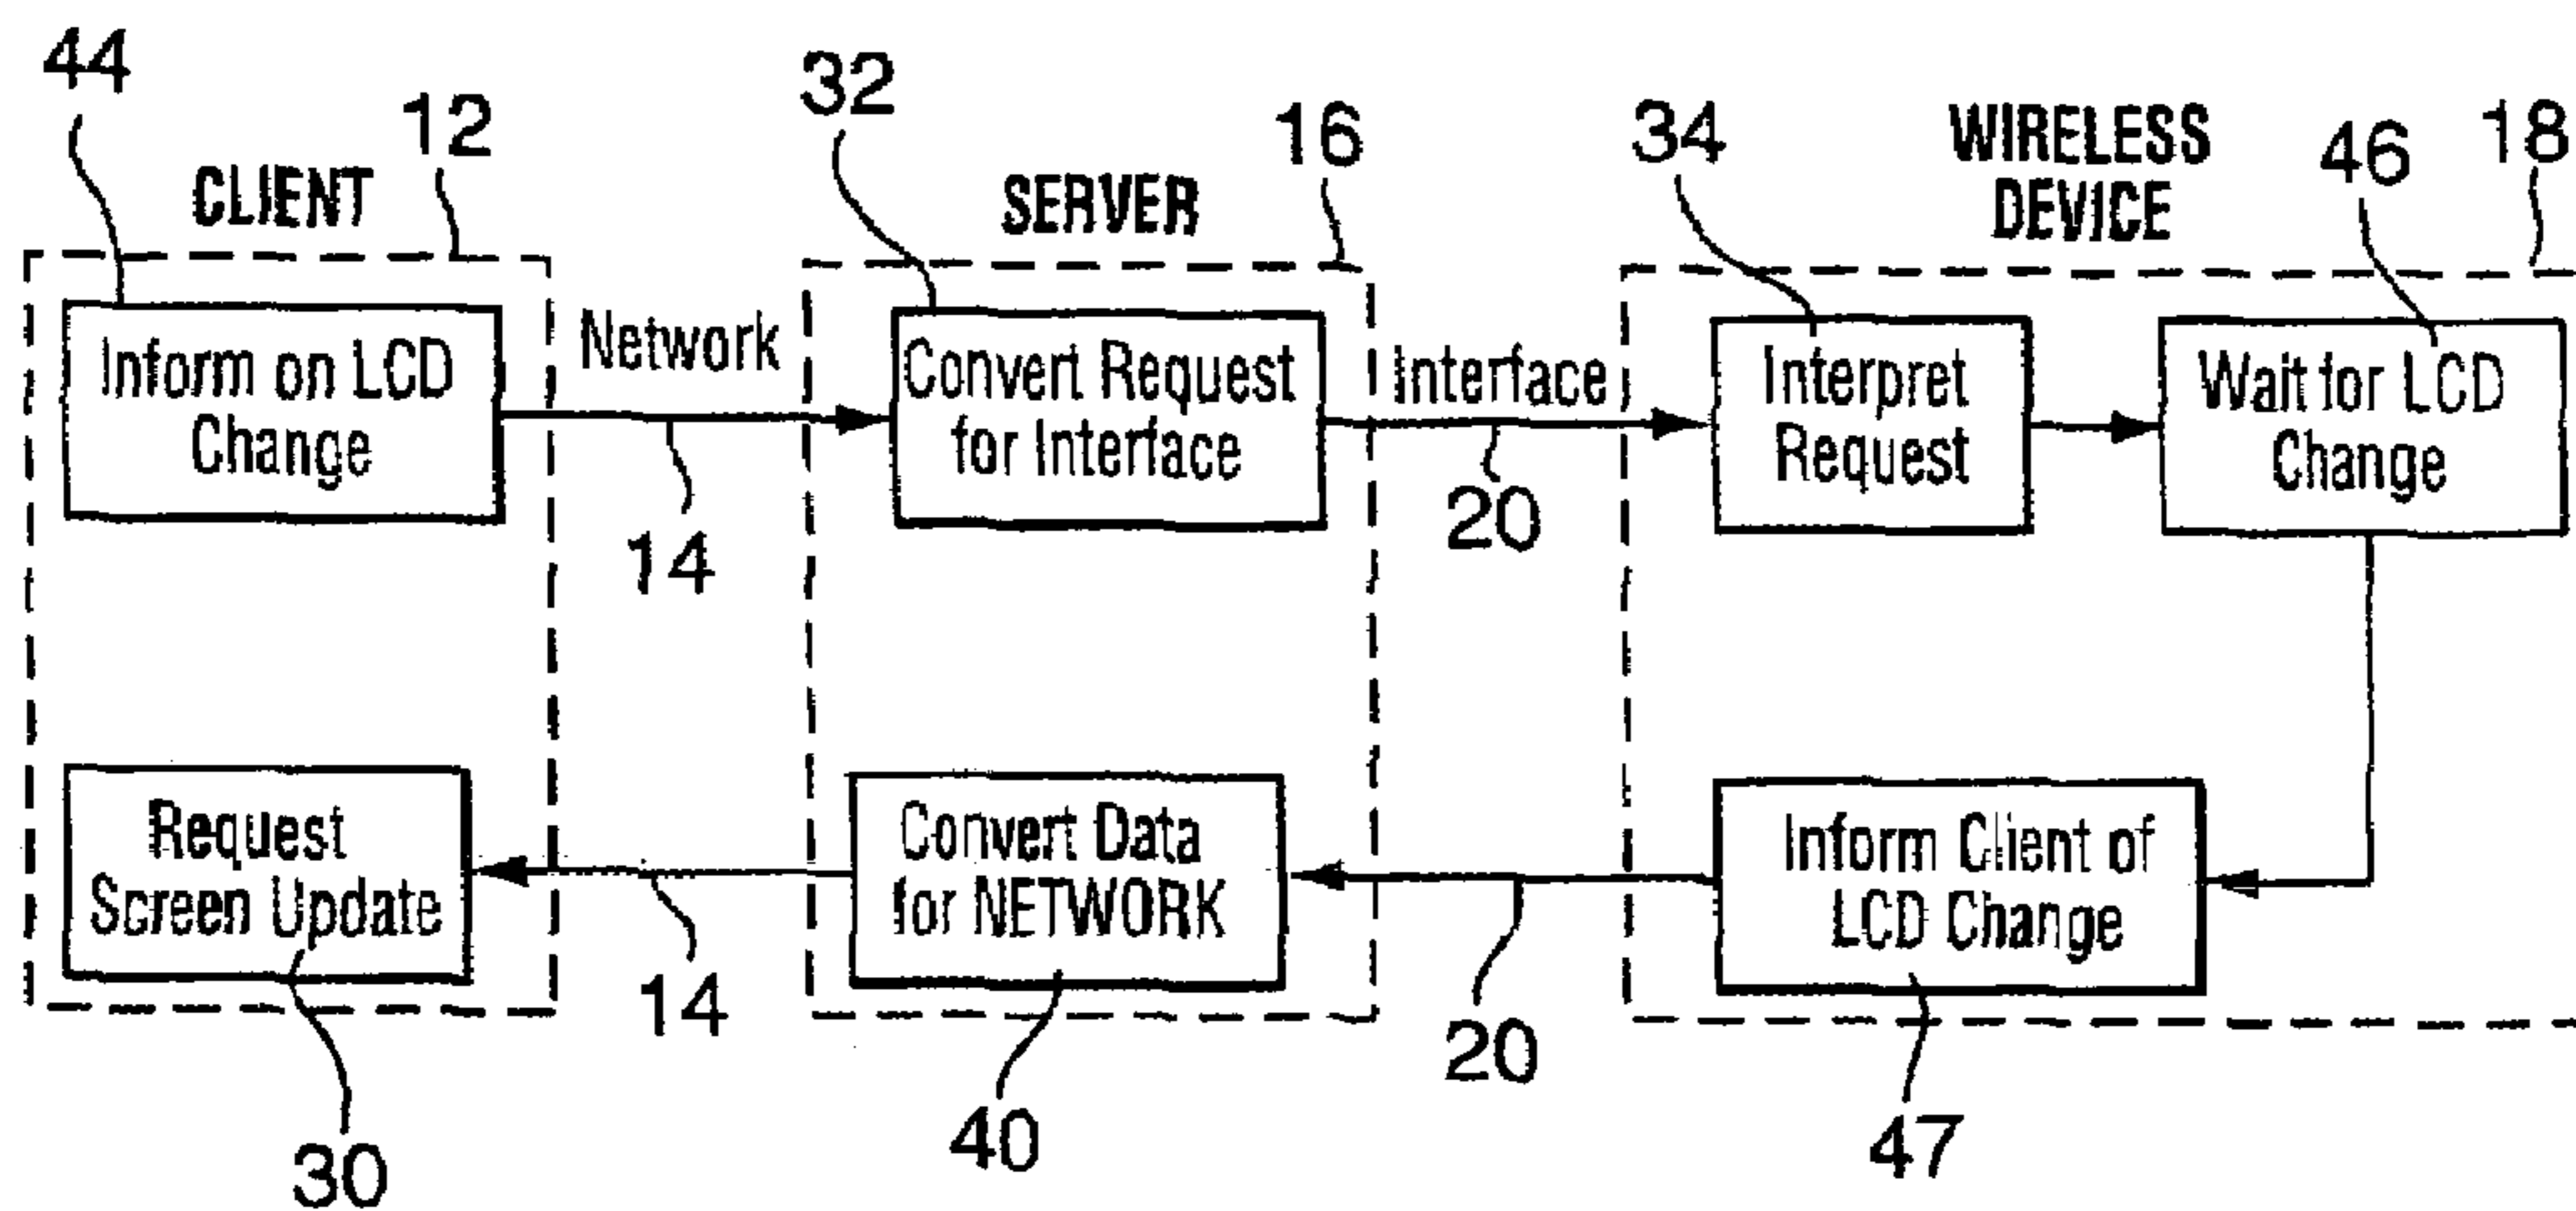 44
12
32
16
34
WIRELESS
DEVICE
46
18
CLIENT
SERVER
Inform on LCD
Change
Network
14
Convert Request
for Interface
Interface
20
Interpret
Request
Wait for LCD
Change
Request
Screen Update
30
14
Convert Data
for NETWORK
40
20
Inform Client of
LCD Change
47